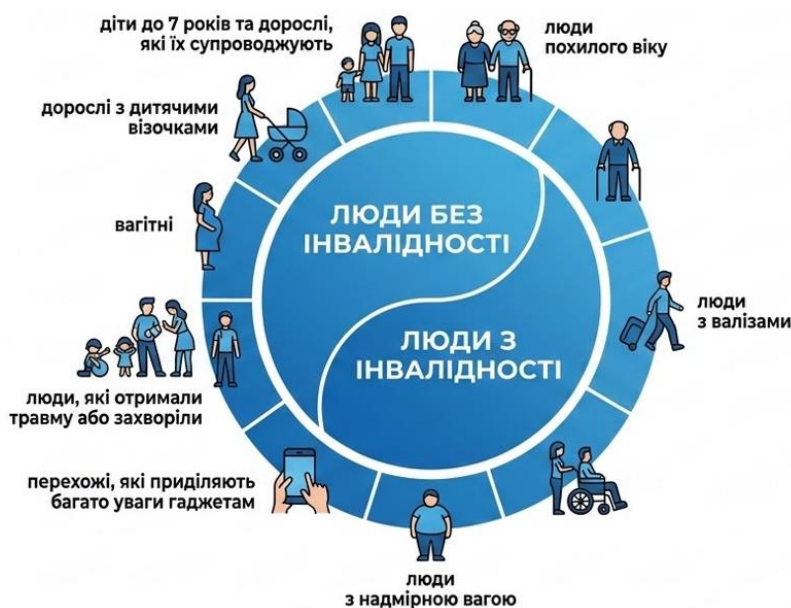 діти до 7 років та дорослі,
які їх супроводжують
люди
похилого віку
дорослі з дитячими
візочками
вагітні
ЛЮДИ БЕЗ
ІНВАЛІДНОСТІ
ЛЮДИ З
ІНВАЛІДНОСТІ
люди
з валізами
люди, які отримали
травму або захворіли
перехожі, які приділяють
багато уваги гаджетам
люди
з надмірною вагою